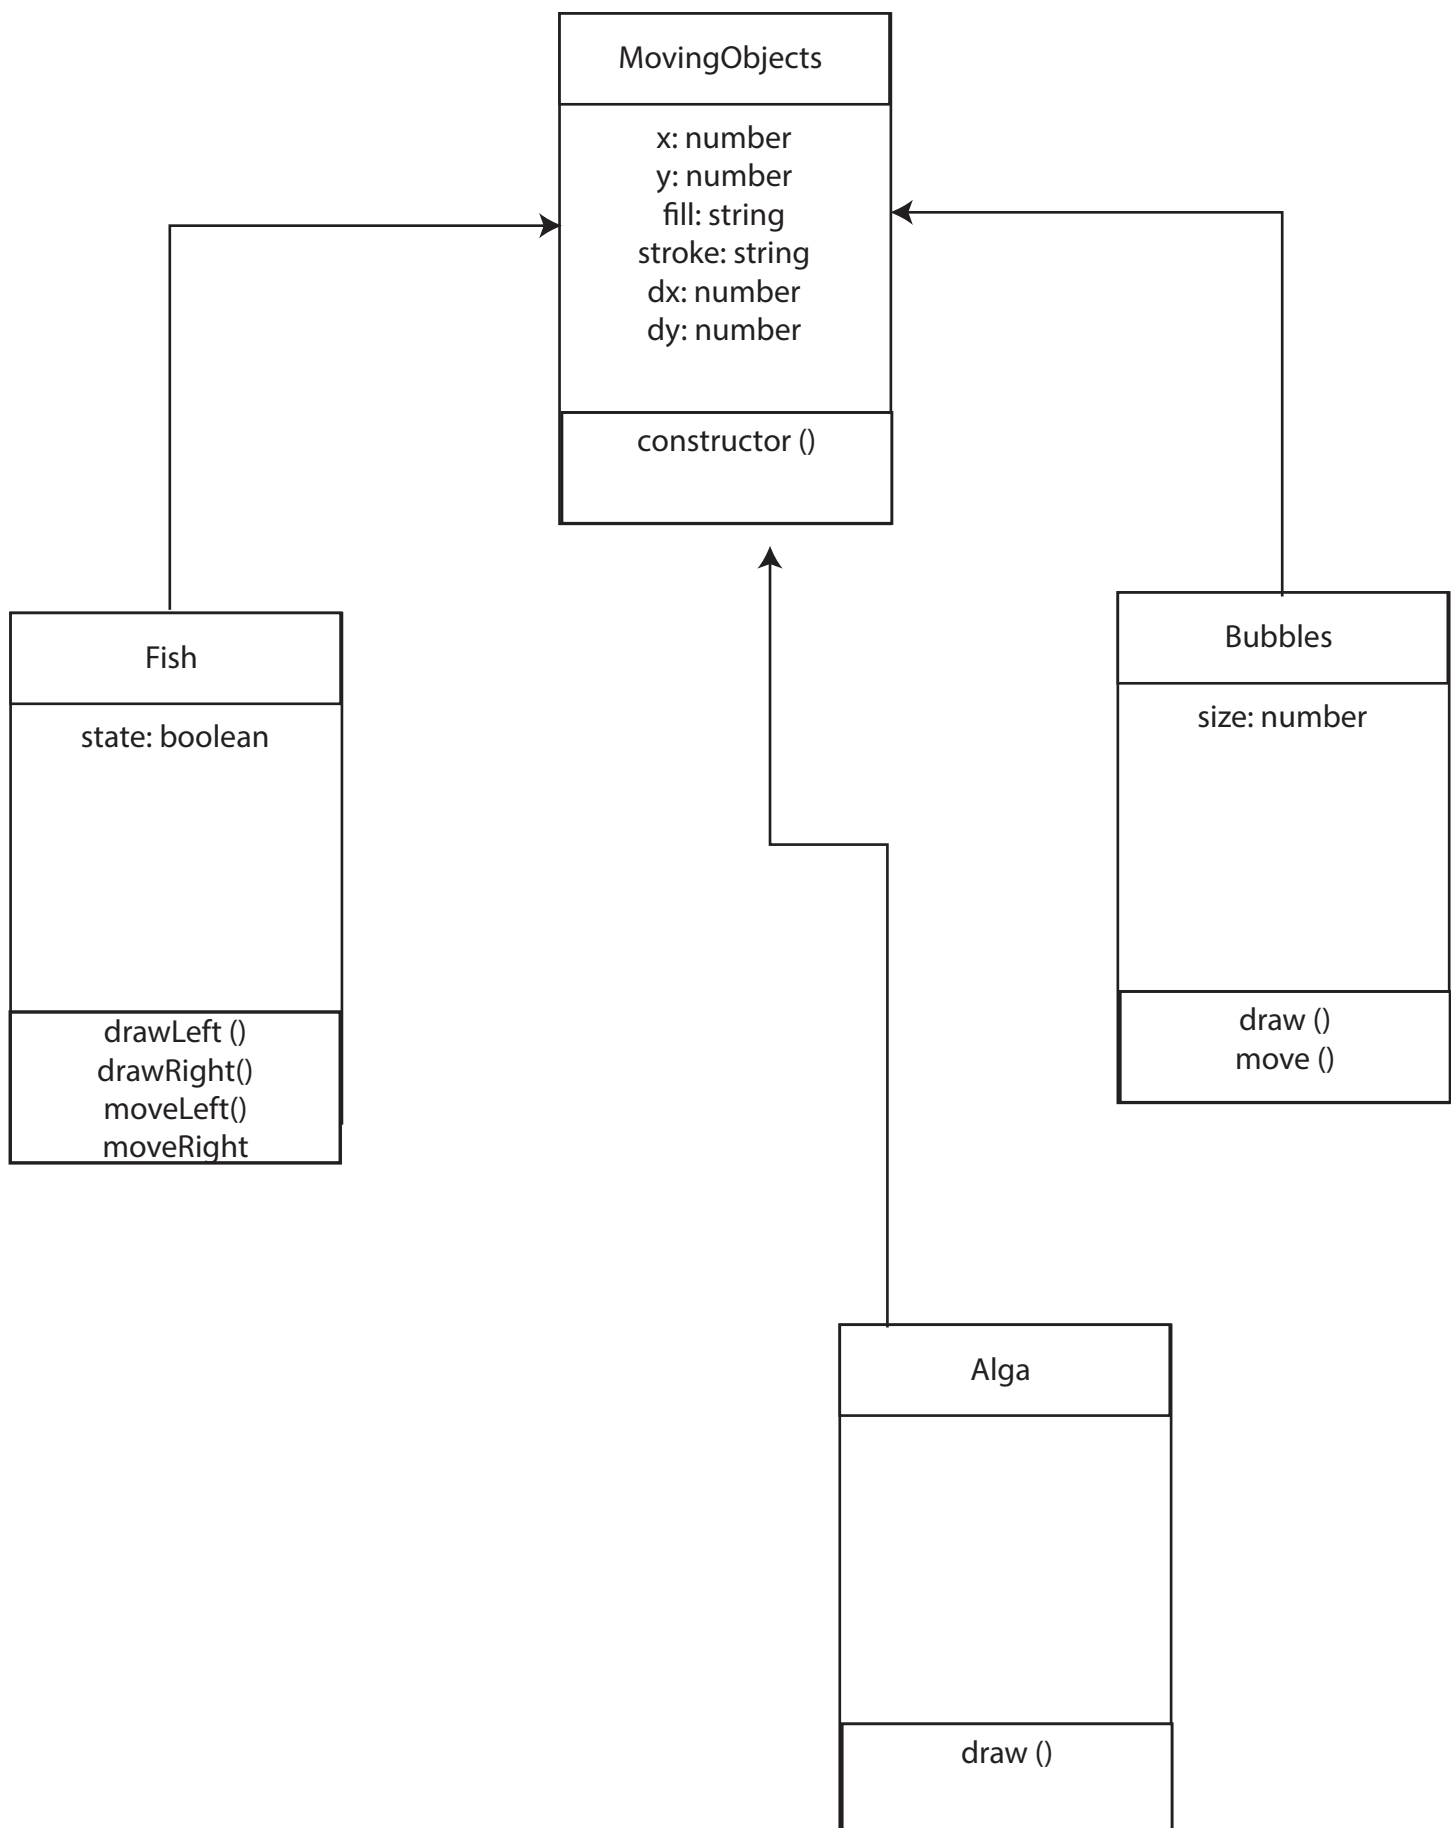 MovingObjects
x: number
y: number
fill: string
stroke: string
dx: number
dy: number
constructor ()
Fish
state: boolean
drawLeft ()
drawRight()
moveLeft()
moveRight
Bubbles
size: number
draw ()
move ()
Alga
draw ()